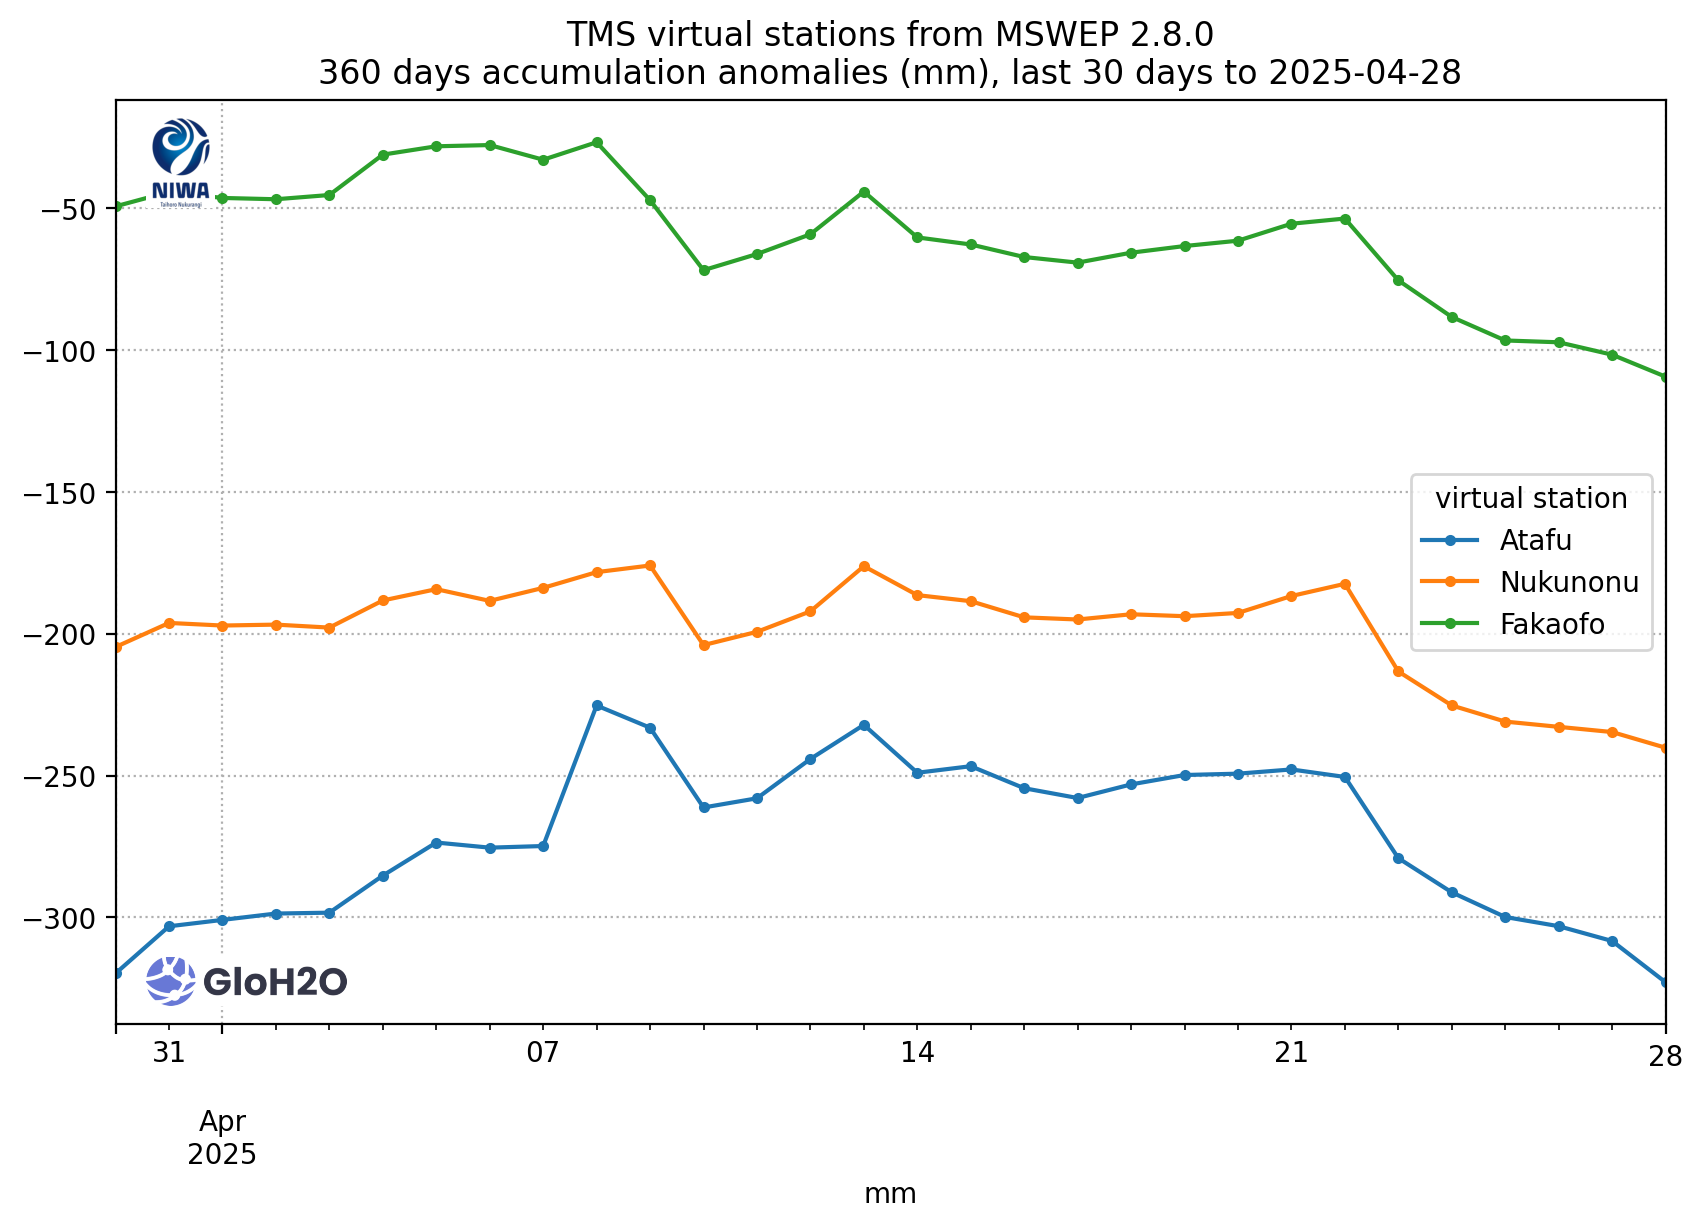 TMS virtual stations from MSWEP 2.8.0
360 days accumulation anomalies (mm), last 30 days to 2025-04-28
NIWA
Taihoro Nukurangi
−50
−100
−150
−200
−250
−300
virtual station
Atafu
Nukunonu
Fakaofo
GloH2O
31
07
14
21
28
Apr
2025
mm